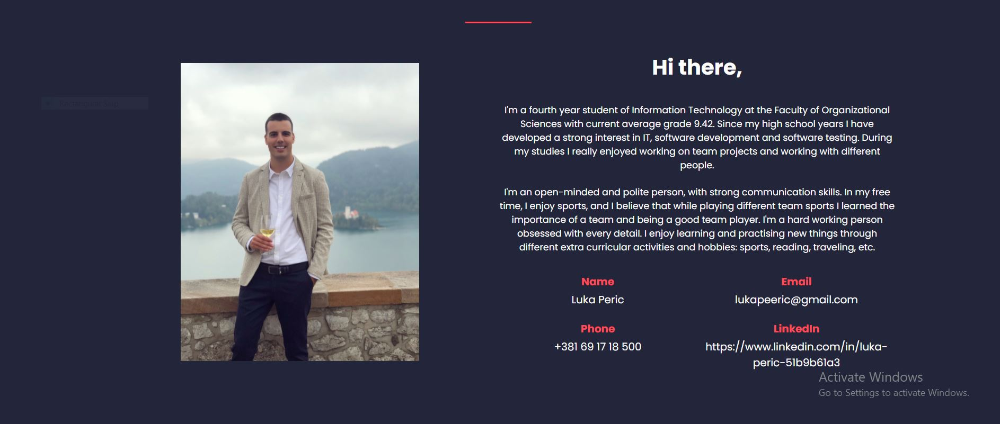 Rectangular Snip
Hi there,
I'm a fourth year student of Information Technology at the Faculty of Organizational
Sciences with current average grade 9.42. Since my high school years I have
developed a strong interest in IT, software development and software testing. During
my studies I really enjoyed working on team projects and working with different
people.
I'm an open-minded and polite person, with strong communication skills. In my free
time, I enjoy sports, and I believe that while playing different team sports I learned the
importance of a team and being a good team player. I'm a hard working person
obsessed with every detail. I enjoy learning and practising new things through
different extra curricular activities and hobbies: sports, reading, traveling, etc.
Name
Luka Peric
Email
lukapeeric@gmail.com
Phone
+381 69 17 18 500
LinkedIn
https://www.linkedin.com/in/luka-
peric-51b9b61a3
Activate Windows
Go to Settings to activate Windows.